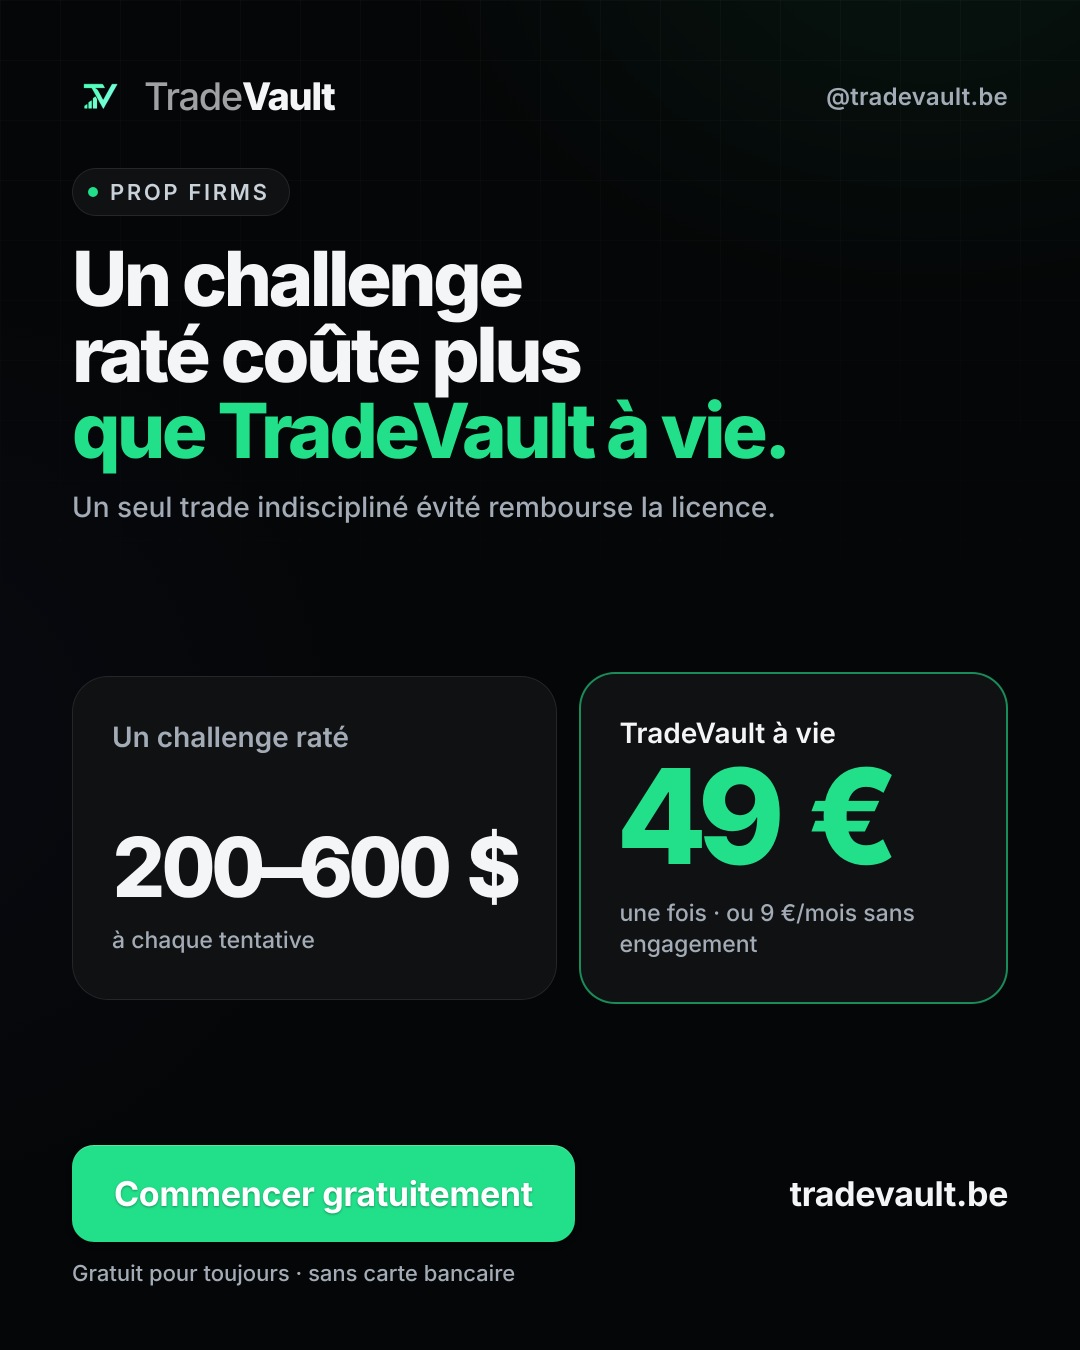 TradeVault
@tradevault.be
PROP FIRMS
Un challenge
raté coûte plus
que TradeVault à vie.
Un seul trade indiscipliné évité rembourse la licence.
Un challenge raté
200–600 $
à chaque tentative
TradeVault à vie
49 €
une fois · ou 9 €/mois sans
engagement
Commencer gratuitement
tradevault.be
Gratuit pour toujours · sans carte bancaire